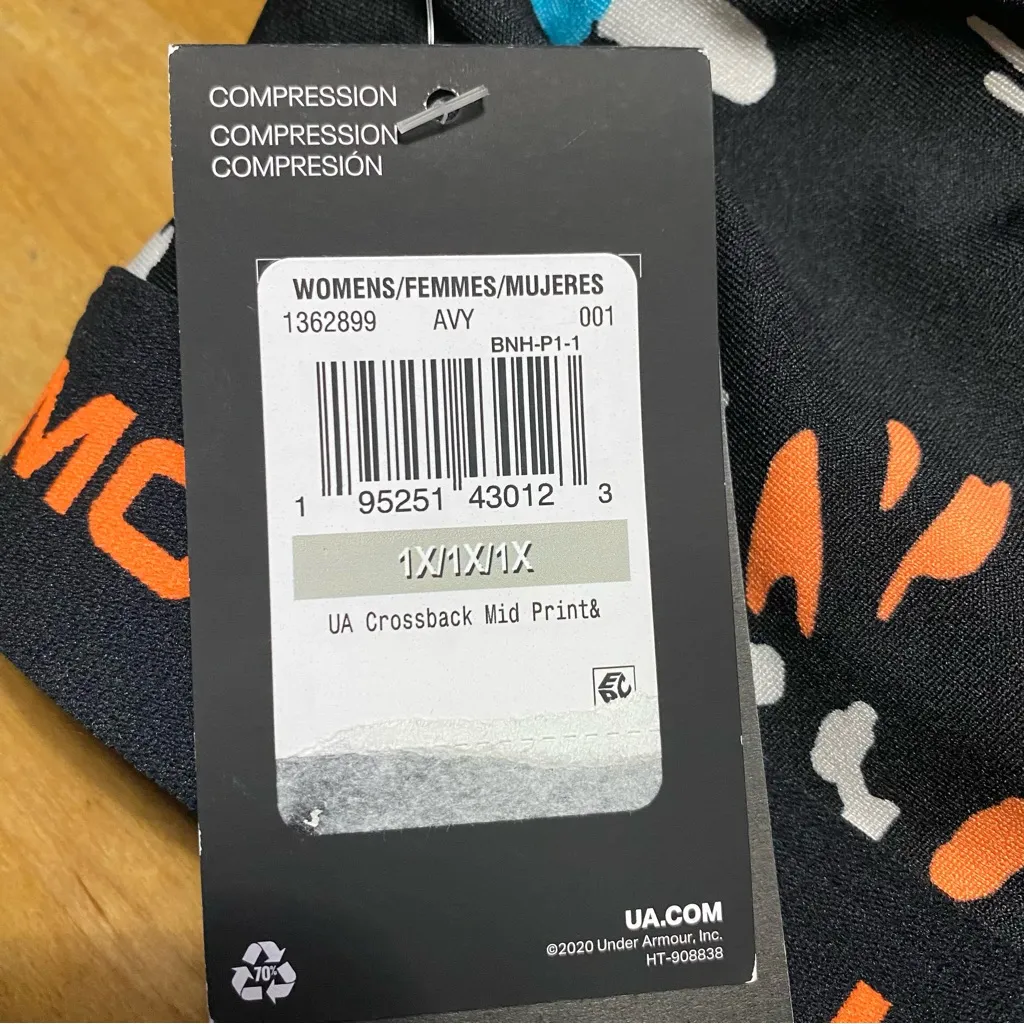 COMPRESSION
COMPRESSION
COMPRESIÓN
WOMENS/FEMMES/MUJERES
1362899 AVY 001
BNH-P1-1
1 95251 43012 3
1X/1X/1X
UA Crossback Mid Print&
UA.COM
©2020 Under Armour, Inc.
HT-908838
70%
MO